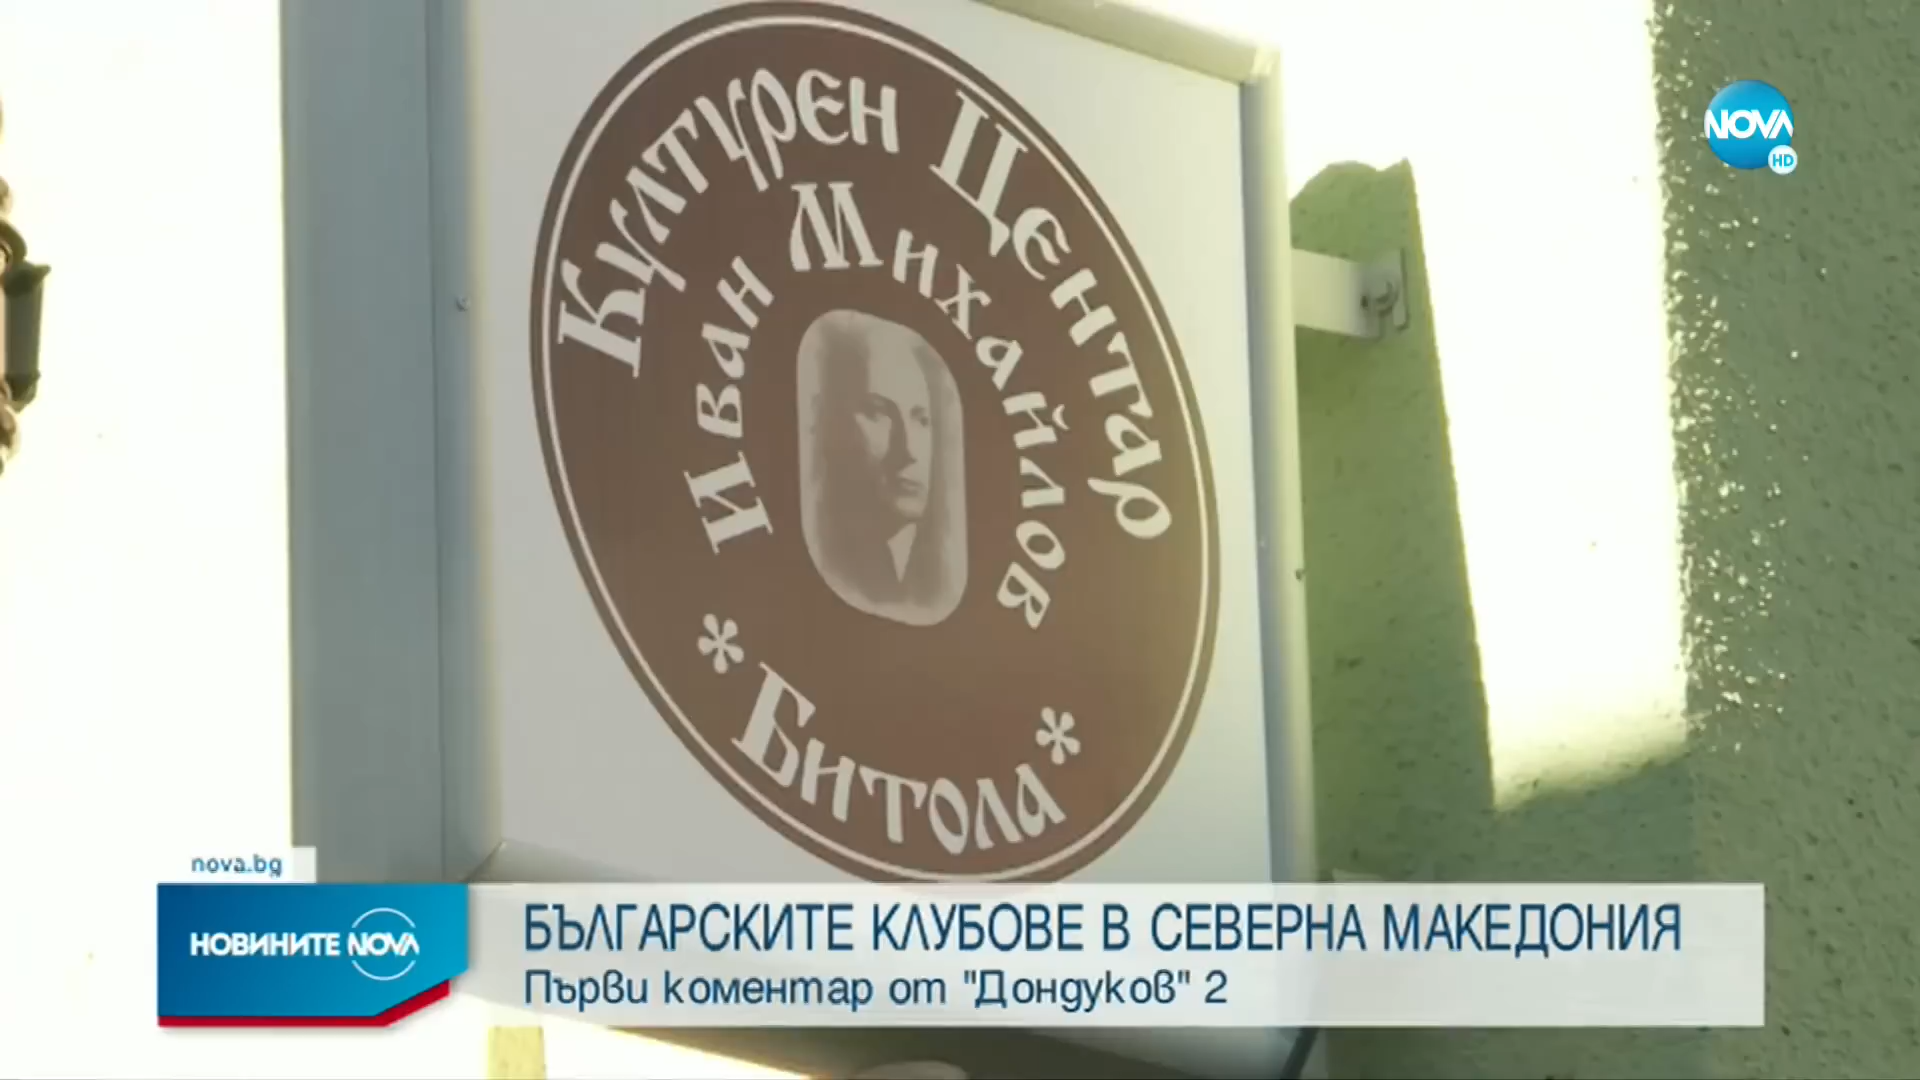 Културен Центар
Иван Михайлов
* Битола *
NOVA
HD
nova.bg
НОВИНИТЕ NOVA
БЪЛГАРСКИТЕ КЛУБОВЕ В СЕВЕРНА МАКЕДОНИЯ
Първи коментар от "Дондуков" 2